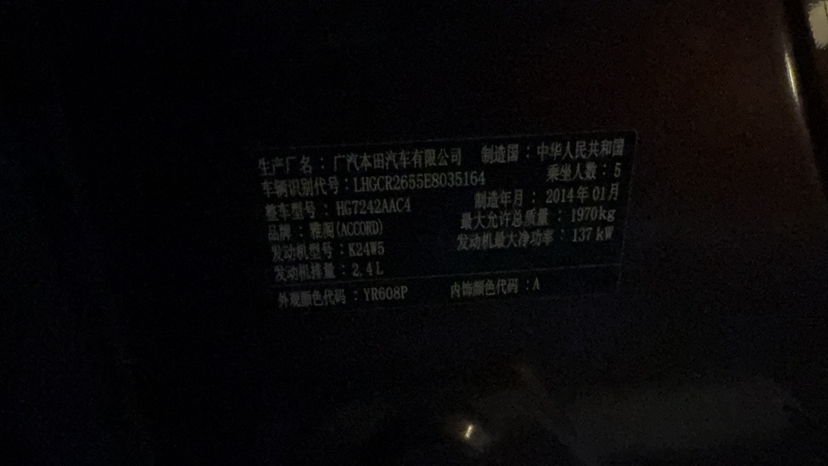 生产厂名：广汽本田汽车有限公司 制造国：中华人民共和国
车辆识别代号：LHGCR2655E8035164 乘坐人数：5
整车型号：HG7242AAC4 制造年月：2014年01月
品牌：雅阁(ACCORD) 最大允许总质量：1970kg
发动机型号：K24W5 发动机最大净功率：137kW
发动机排量：2.4L
外观颜色代码：YR608P 内饰颜色代码：A